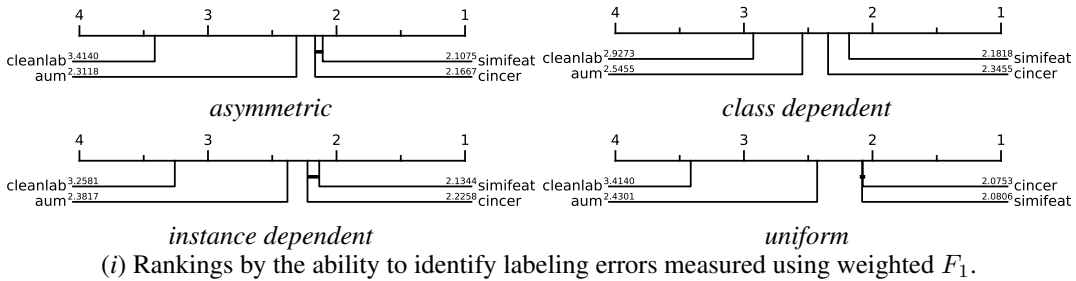 4 3 2 1
cleanlab 3.4140 2.1075 simifeat
aum 2.3118 2.1667 cincer
asymmetric
4 3 2 1
cleanlab 2.9273 2.1818 simifeat
aum 2.5455 2.3455 cincer
class dependent
4 3 2 1
cleanlab 3.2581 2.1344 simifeat
aum 2.3817 2.2258 cincer
instance dependent
4 3 2 1
cleanlab 3.4140 2.0753 cincer
aum 2.4301 2.0806 simifeat
uniform
(i) Rankings by the ability to identify labeling errors measured using weighted F1.